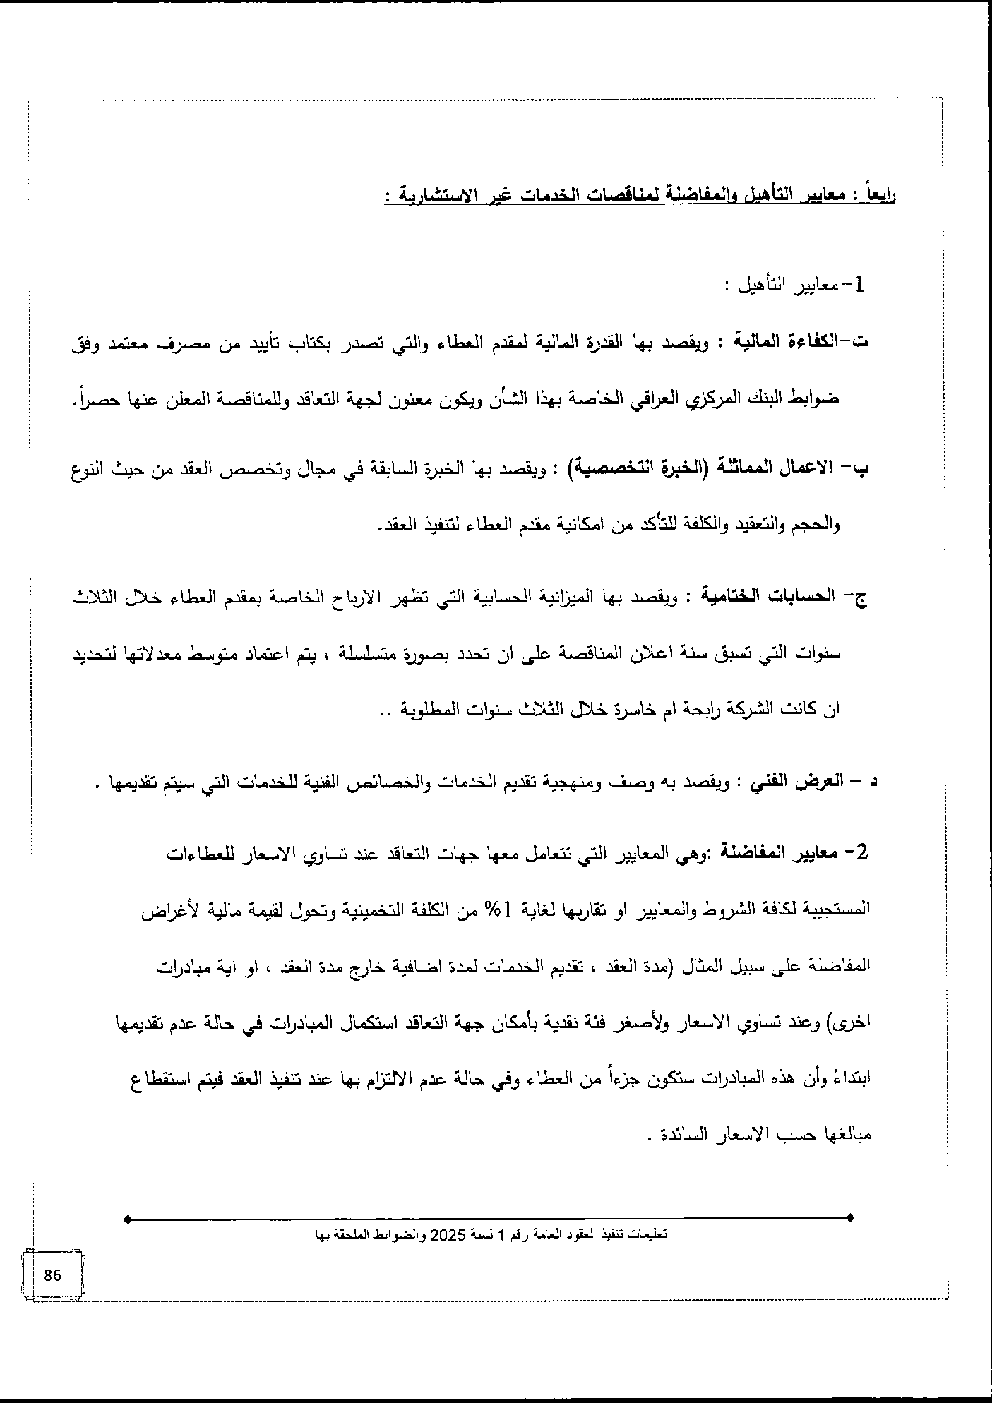 رابعاً : معايير التأهيل والمفاضلة لمناقصات الخدمات غير الاستشارية :
1- معايير التأهيل :
ت-الكفاءة المالية : ويقصد بها القدرة المالية لمقدم العطاء والتي تصدر بكتاب تأييد من مصرف معتمد وفق
ضوابط البنك المركزي العراقي الخاصة بهذا الشأن ويكون معنون لجهة التعاقد وللمناقصة المعلن عنها حصراً.
ب- الاعمال المماثلة (الخبرة التخصصية) : ويقصد بها الخبرة السابقة في مجال وتخصص العقد من حيث النوع
والحجم والتعقيد والكلفة للتأكد من امكانية مقدم العطاء لتنفيذ العقد.
ج- الحسابات الختامية : ويقصد بها الميزانية الحسابية التي تظهر الارباح الخاصة بمقدم العطاء خلال الثلاث
سنوات التي تسبق سنة اعلان المناقصة على ان تحدد بصورة متسلسلة ، يتم اعتماد متوسط معدلاتها لتحديد
ان كانت الشركة رابحة ام خاسرة خلال الثلاث سنوات المطلوبة ..
د - العرض الفني : ويقصد به وصف ومنهجية تقديم الخدمات والخصائص الفنية للخدمات التي سيتم تقديمها .
2- معايير المفاضلة :وهي المعايير التي تتعامل معها جهات التعاقد عند تساوي الاسعار للعطاءات
المستجيبة لكافة الشروط والمعايير او تقاربها لغاية 1% من الكلفة التخمينية وتحول لقيمة مالية لأغراض
المفاضلة على سبيل المثال (مدة العقد ، تقديم الخدمات لمدة اضافية خارج مدة العقد ، او اية مبادرات
اخرى) وعند تساوي الاسعار ولأصغر فئة نقدية بأمكان جهة التعاقد استكمال المبادرات في حالة عدم تقديمها
ابتداءً وأن هذه المبادرات ستكون جزءاً من العطاء وفي حالة عدم الالتزام بها عند تنفيذ العقد فيتم استقطاع
مبالغها حسب الاسعار السائدة .
تعليمات تنفيذ العقود العامة رقم 1 لسنة 2025 والضوابط الملحقة بها
86